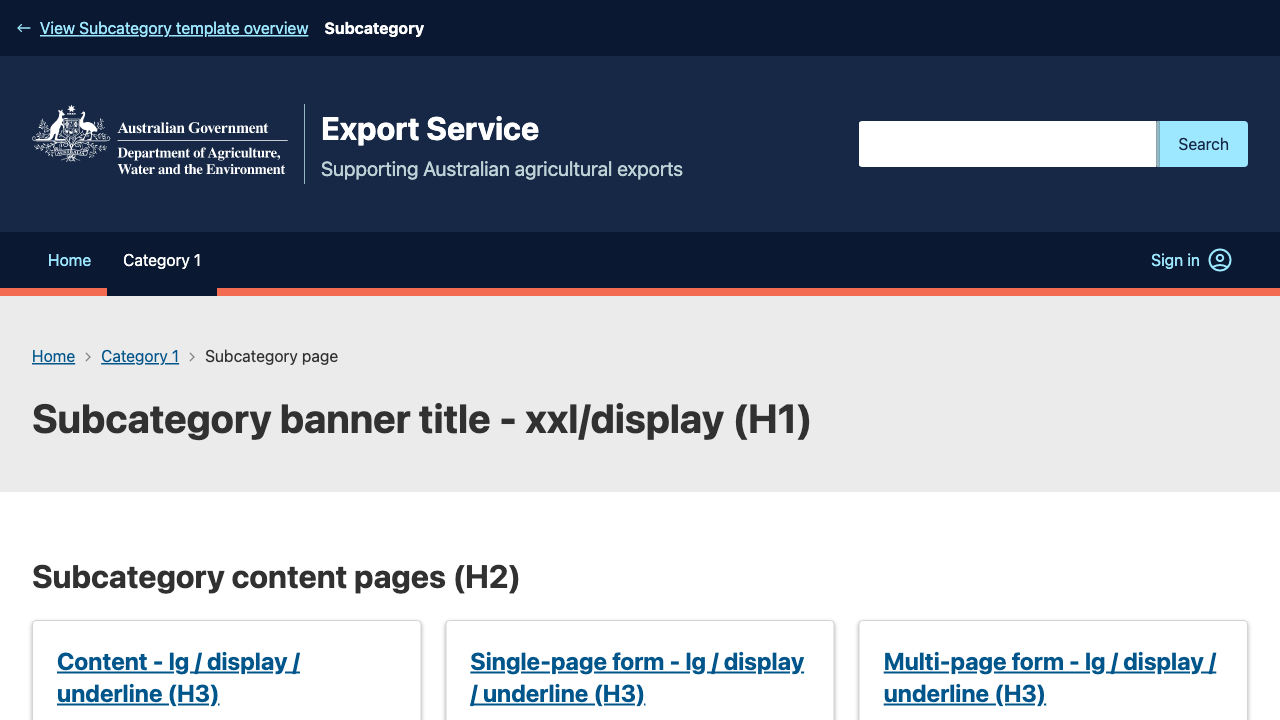 ← View Subcategory template overview Subcategory
Australian Government
Department of Agriculture,
Water and the Environment
Export Service
Supporting Australian agricultural exports
Search
Home Category 1 Sign in
Home > Category 1 > Subcategory page
Subcategory banner title - xxl/display (H1)
Subcategory content pages (H2)
Content - lg / display /
underline (H3)
Single-page form - lg / display
/ underline (H3)
Multi-page form - lg / display /
underline (H3)